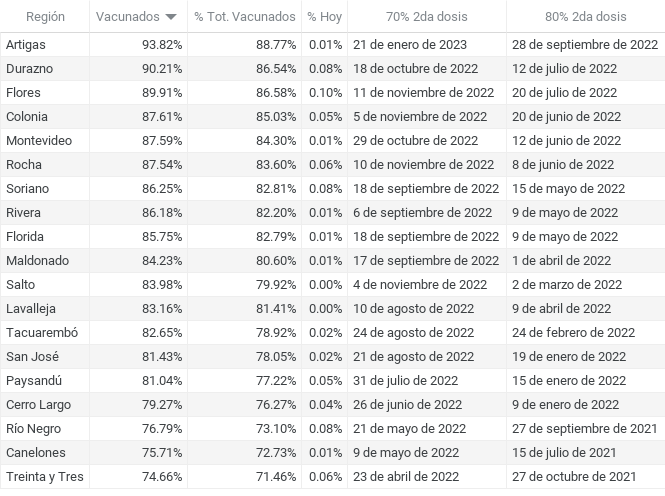 Región Vacunados % Tot. Vacunados % Hoy 70% 2da dosis 80% 2da dosis
Artigas 93.82% 88.77% 0.01% 21 de enero de 2023 28 de septiembre de 2022
Durazno 90.21% 86.54% 0.08% 18 de octubre de 2022 12 de julio de 2022
Flores 89.91% 86.58% 0.10% 11 de noviembre de 2022 20 de julio de 2022
Colonia 87.61% 85.03% 0.05% 5 de noviembre de 2022 20 de junio de 2022
Montevideo 87.59% 84.30% 0.01% 29 de octubre de 2022 12 de junio de 2022
Rocha 87.54% 83.60% 0.06% 10 de noviembre de 2022 8 de junio de 2022
Soriano 86.25% 82.81% 0.08% 18 de septiembre de 2022 15 de mayo de 2022
Rivera 86.18% 82.20% 0.01% 6 de septiembre de 2022 9 de mayo de 2022
Florida 85.75% 82.79% 0.01% 18 de septiembre de 2022 9 de mayo de 2022
Maldonado 84.23% 80.60% 0.01% 17 de septiembre de 2022 1 de abril de 2022
Salto 83.98% 79.92% 0.00% 4 de noviembre de 2022 2 de marzo de 2022
Lavalleja 83.16% 81.41% 0.00% 10 de agosto de 2022 9 de abril de 2022
Tacuarembó 82.65% 78.92% 0.02% 24 de agosto de 2022 24 de febrero de 2022
San José 81.43% 78.05% 0.02% 21 de agosto de 2022 19 de enero de 2022
Paysandú 81.04% 77.22% 0.05% 31 de julio de 2022 15 de enero de 2022
Cerro Largo 79.27% 76.27% 0.04% 26 de junio de 2022 9 de enero de 2022
Río Negro 76.79% 73.10% 0.08% 21 de mayo de 2022 27 de septiembre de 2021
Canelones 75.71% 72.73% 0.01% 9 de mayo de 2022 15 de julio de 2021
Treinta y Tres 74.66% 71.46% 0.06% 23 de abril de 2022 27 de octubre de 2021